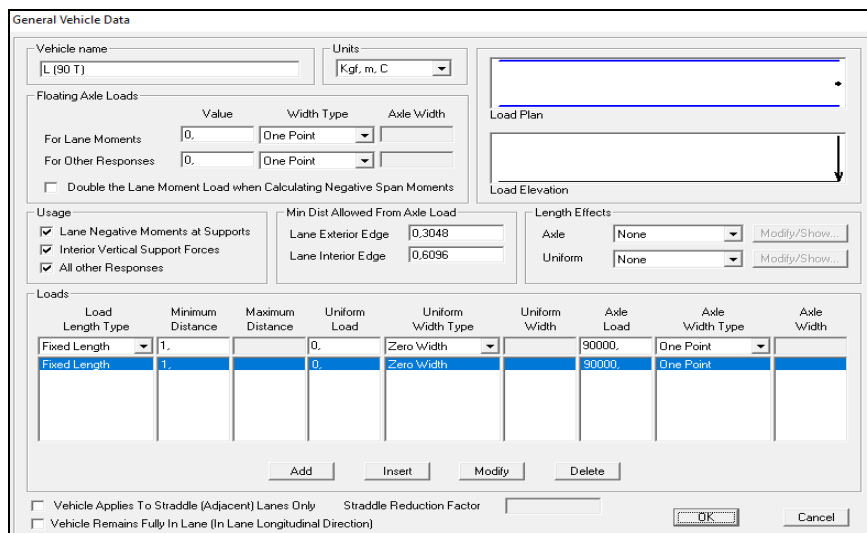 General Vehicle Data
Vehicle name
L (90 T)
Units
Kgf, m, C
Floating Axle Loads
Value Width Type Axle Width
For Lane Moments 0, One Point
For Other Responses 0, One Point
Double the Lane Moment Load when Calculating Negative Span Moments
Load Plan
Load Elevation
Usage
Lane Negative Moments at Supports
Interior Vertical Support Forces
All other Responses
Min Dist Allowed From Axle Load
Lane Exterior Edge 0,3048
Lane Interior Edge 0,6096
Length Effects
Axle None Modify/Show...
Uniform None Modify/Show...
Loads
Load Minimum Maximum Uniform Uniform Uniform Axle Axle Axle
Length Type Distance Distance Load Width Type Width Load Width Type Width
Fixed Length 1, 0, Zero Width 90000, One Point
Fixed Length 1, 0, Zero Width 90000, One Point
Add Insert Modify Delete
Vehicle Applies To Straddle (Adjacent) Lanes Only Straddle Reduction Factor
Vehicle Remains Fully In Lane (In Lane Longitudinal Direction)
OK Cancel